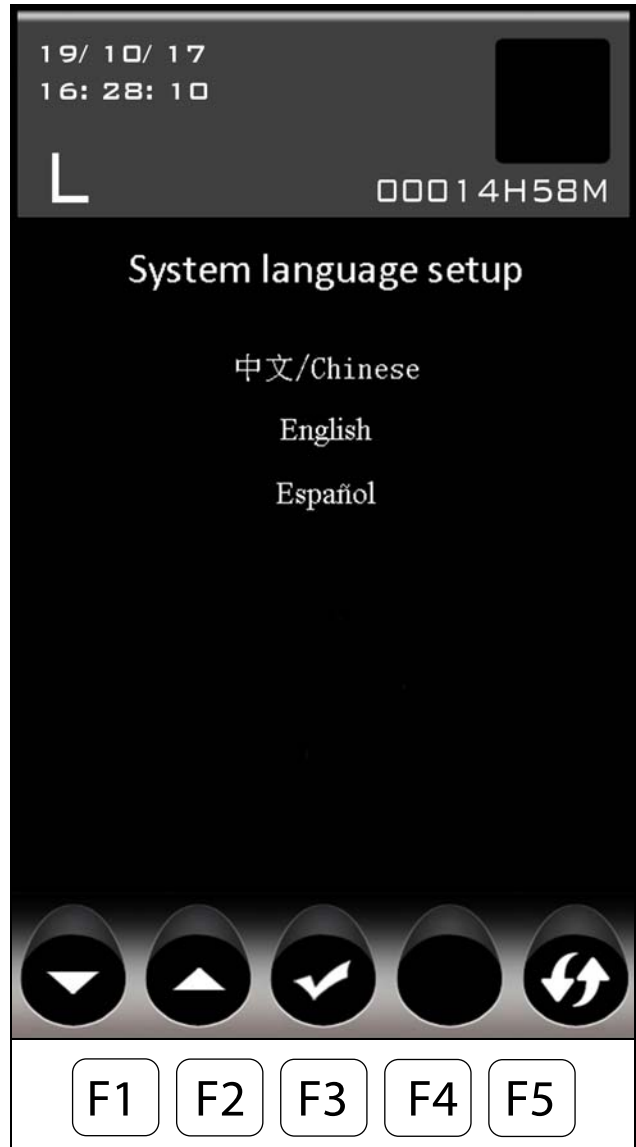 19/ 10/ 17
16: 28: 10
L
00014H58M
System language setup
中文/Chinese
English
Español
F1 F2 F3 F4 F5